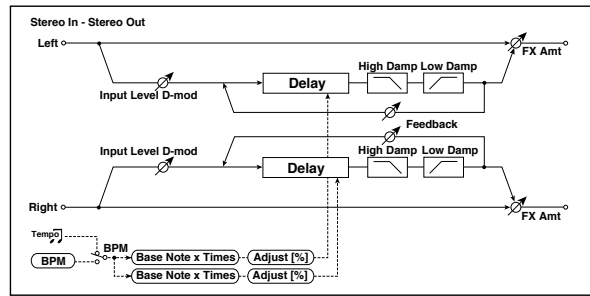 Stereo In - Stereo Out
Left
FX Amt
High Damp Low Damp
Delay
Input Level D-mod
Feedback
Input Level D-mod
High Damp Low Damp
Delay
Right
FX Amt
Tempo
BPM
BPM
Base Note x Times Adjust [%]
Base Note x Times Adjust [%]